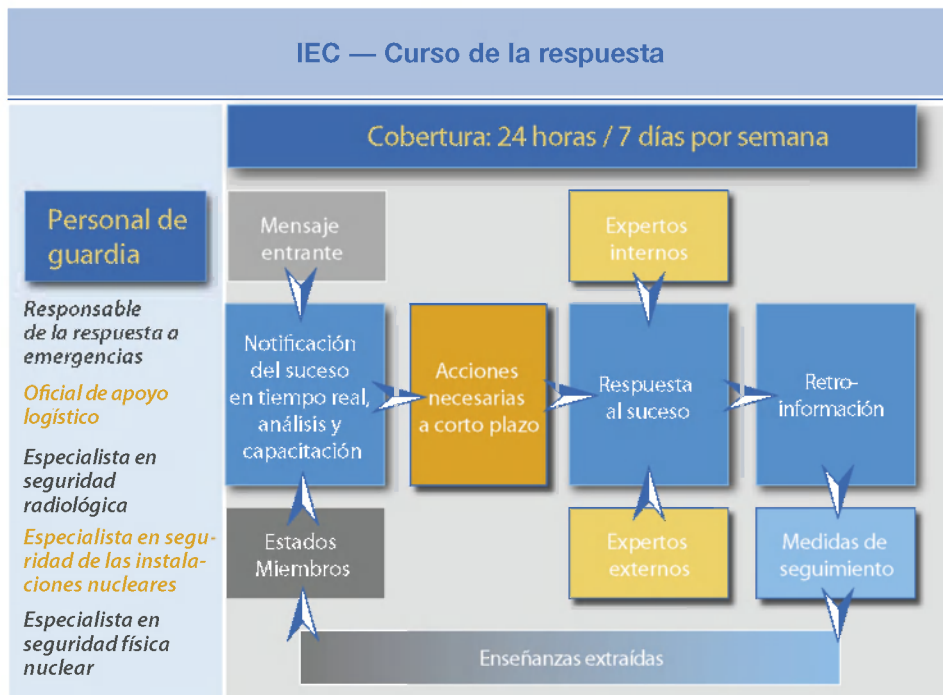 IEC — Curso de la respuesta
Cobertura: 24 horas / 7 días por semana
Personal de
guardia
Responsable
de la respuesta a
emergencias
Oficial de apoyo
logístico
Especialista en
seguridad
radiológica
Especialista en segu-
ridad de las instala-
ciones nucleares
Especialista en
seguridad física
nuclear
Mensaje
entrante
Expertos
internos
Notificación
del suceso
en tiempo real,
análisis y
capacitación
Acciones
necesarias
a corto plazo
Respuesta
al suceso
Retro-
información
Estados
Miembros
Expertos
externos
Medidas de
seguimiento
Enseñanzas extraídas